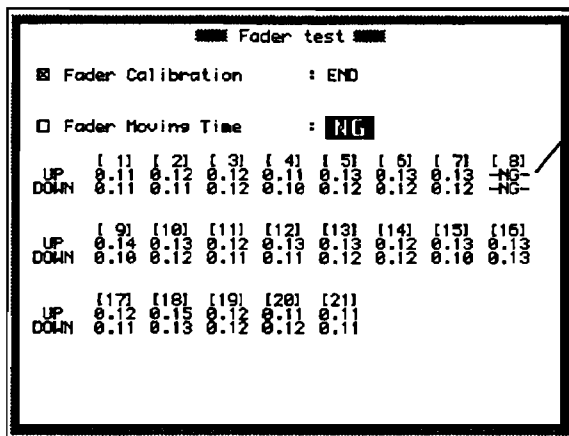 Fader test
Fader Calibration : END
Fader Moving Time : NG
[ 1] [ 2] [ 3] [ 4] [ 5] [ 6] [ 7] [ 8]
UP 0.11 0.12 0.12 0.11 0.13 0.13 0.13 -NG-
DOWN 0.11 0.11 0.12 0.10 0.12 0.12 0.12 -NG-
[ 9] [10] [11] [12] [13] [14] [15] [16]
UP 0.14 0.13 0.12 0.13 0.13 0.12 0.13 0.13
DOWN 0.10 0.12 0.11 0.11 0.12 0.12 0.10 0.13
[17] [18] [19] [20] [21]
UP 0.12 0.15 0.12 0.11 0.11
DOWN 0.11 0.13 0.12 0.12 0.11